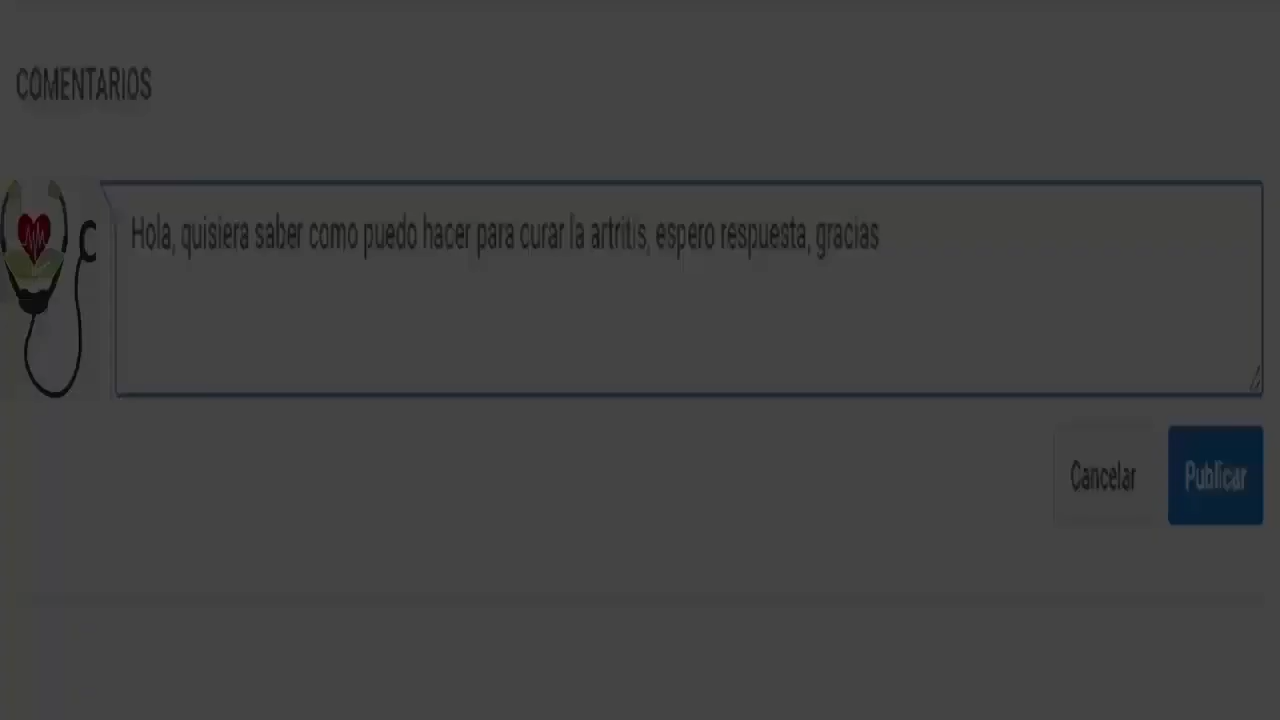 COMENTARIOS
Hola, quisiera saber como puedo hacer para curar la artritis, espero respuesta, gracias
Cancelar
Publicar